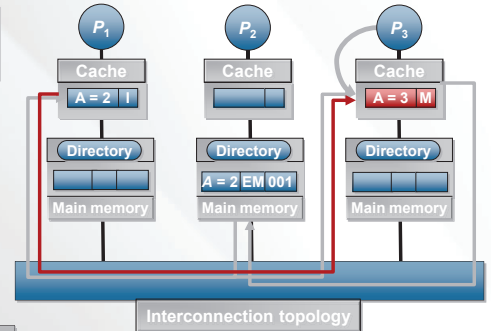 P1 P2 P3
Cache Cache Cache
A = 2 I A = 3 M
Directory Directory Directory
A = 2 EM 001
Main memory Main memory Main memory
Interconnection topology